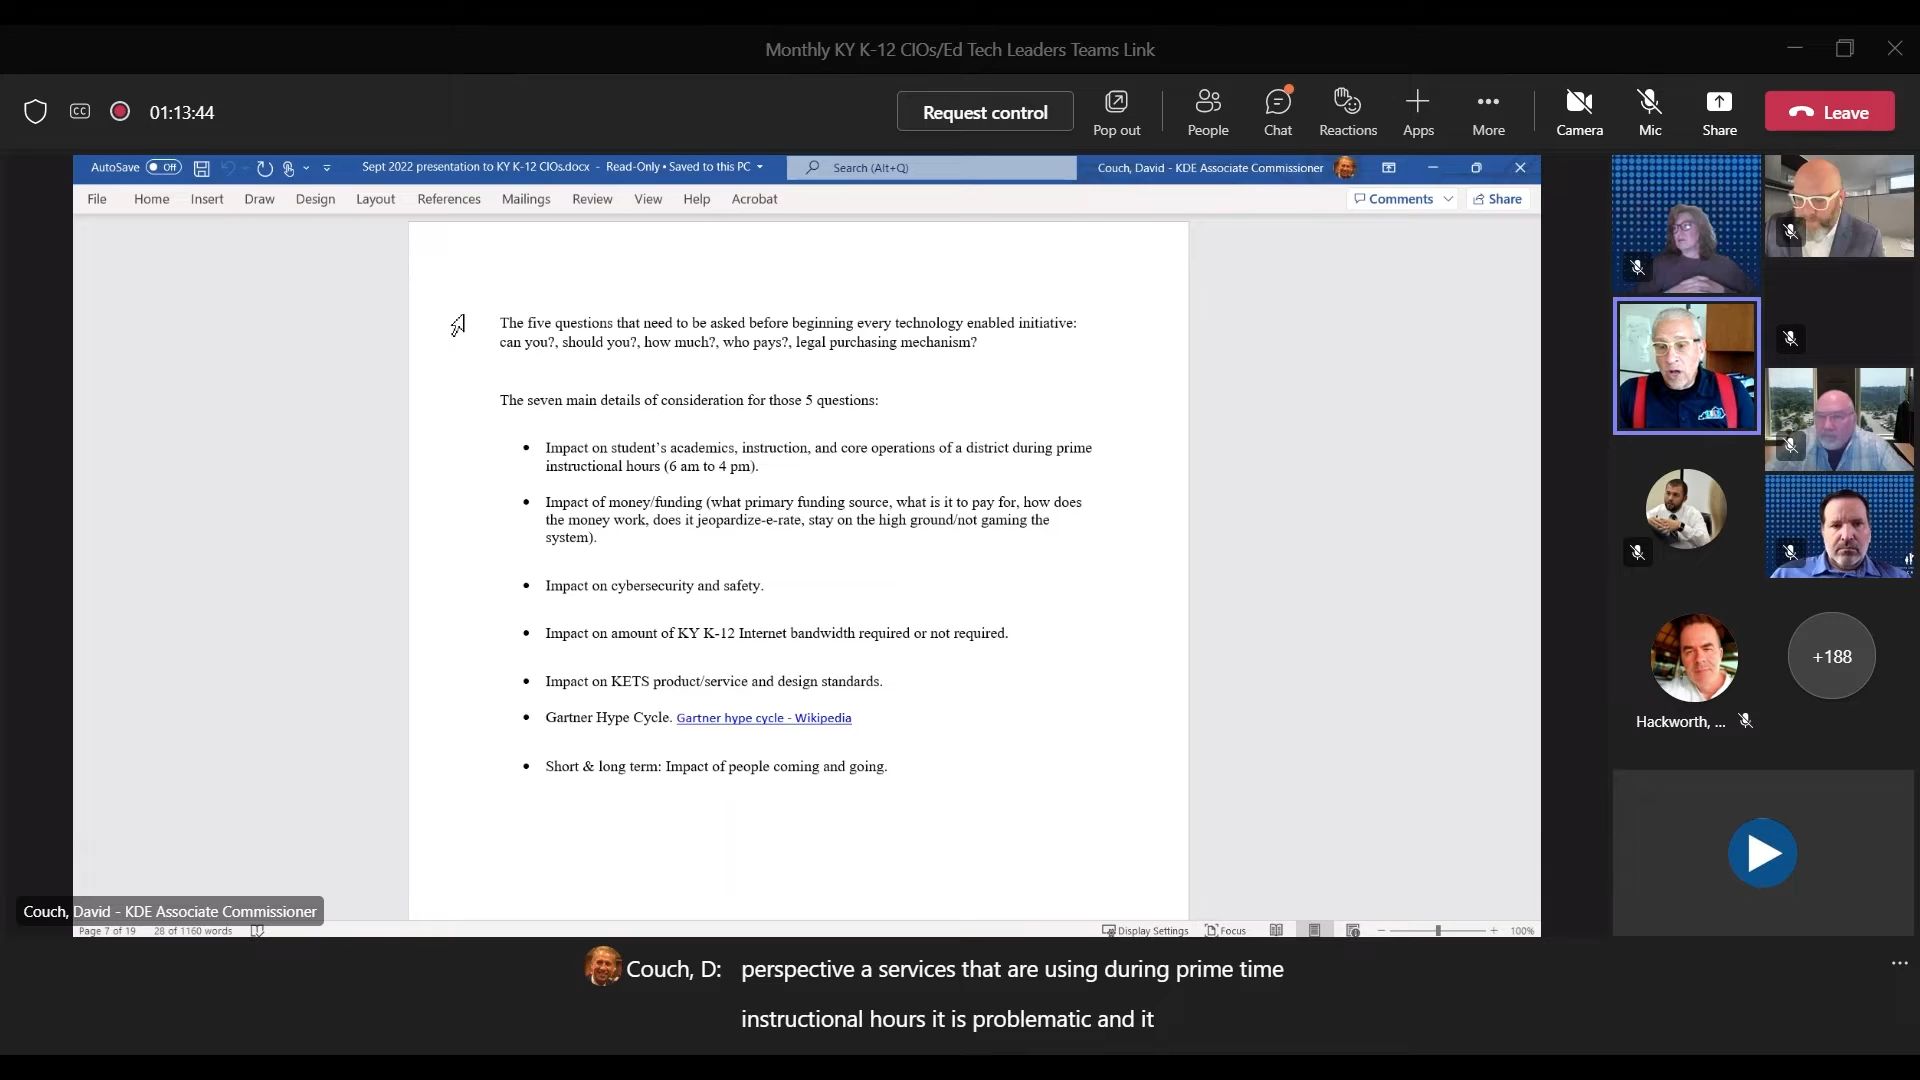 Monthly KY K-12 CIOs/Ed Tech Leaders Teams Link
CC
01:13:44
Request control
Pop out
People
Chat
Reactions
Apps
More
Camera
Mic
Share
Leave
AutoSave Off
Sept 2022 presentation to KY K-12 CIOs.docx - Read-Only • Saved to this PC
Search (Alt+Q)
Couch, David - KDE Associate Commissioner
File Home Insert Draw Design Layout References Mailings Review View Help Acrobat
Comments
Share
The five questions that need to be asked before beginning every technology enabled initiative:
can you?, should you?, how much?, who pays?, legal purchasing mechanism?
The seven main details of consideration for those 5 questions:
• Impact on student’s academics, instruction, and core operations of a district during prime
instructional hours (6 am to 4 pm).
• Impact of money/funding (what primary funding source, what is it to pay for, how does
the money work, does it jeopardize-e-rate, stay on the high ground/not gaming the
system).
• Impact on cybersecurity and safety.
• Impact on amount of KY K-12 Internet bandwidth required or not required.
• Impact on KETS product/service and design standards.
• Gartner Hype Cycle. Gartner hype cycle - Wikipedia
• Short & long term: Impact of people coming and going.
+188
Hackworth, ...
Couch, David - KDE Associate Commissioner
Page 7 of 19 28 of 1160 words
Display Settings
Focus
100%
Couch, D: perspective a services that are using during prime time
instructional hours it is problematic and it